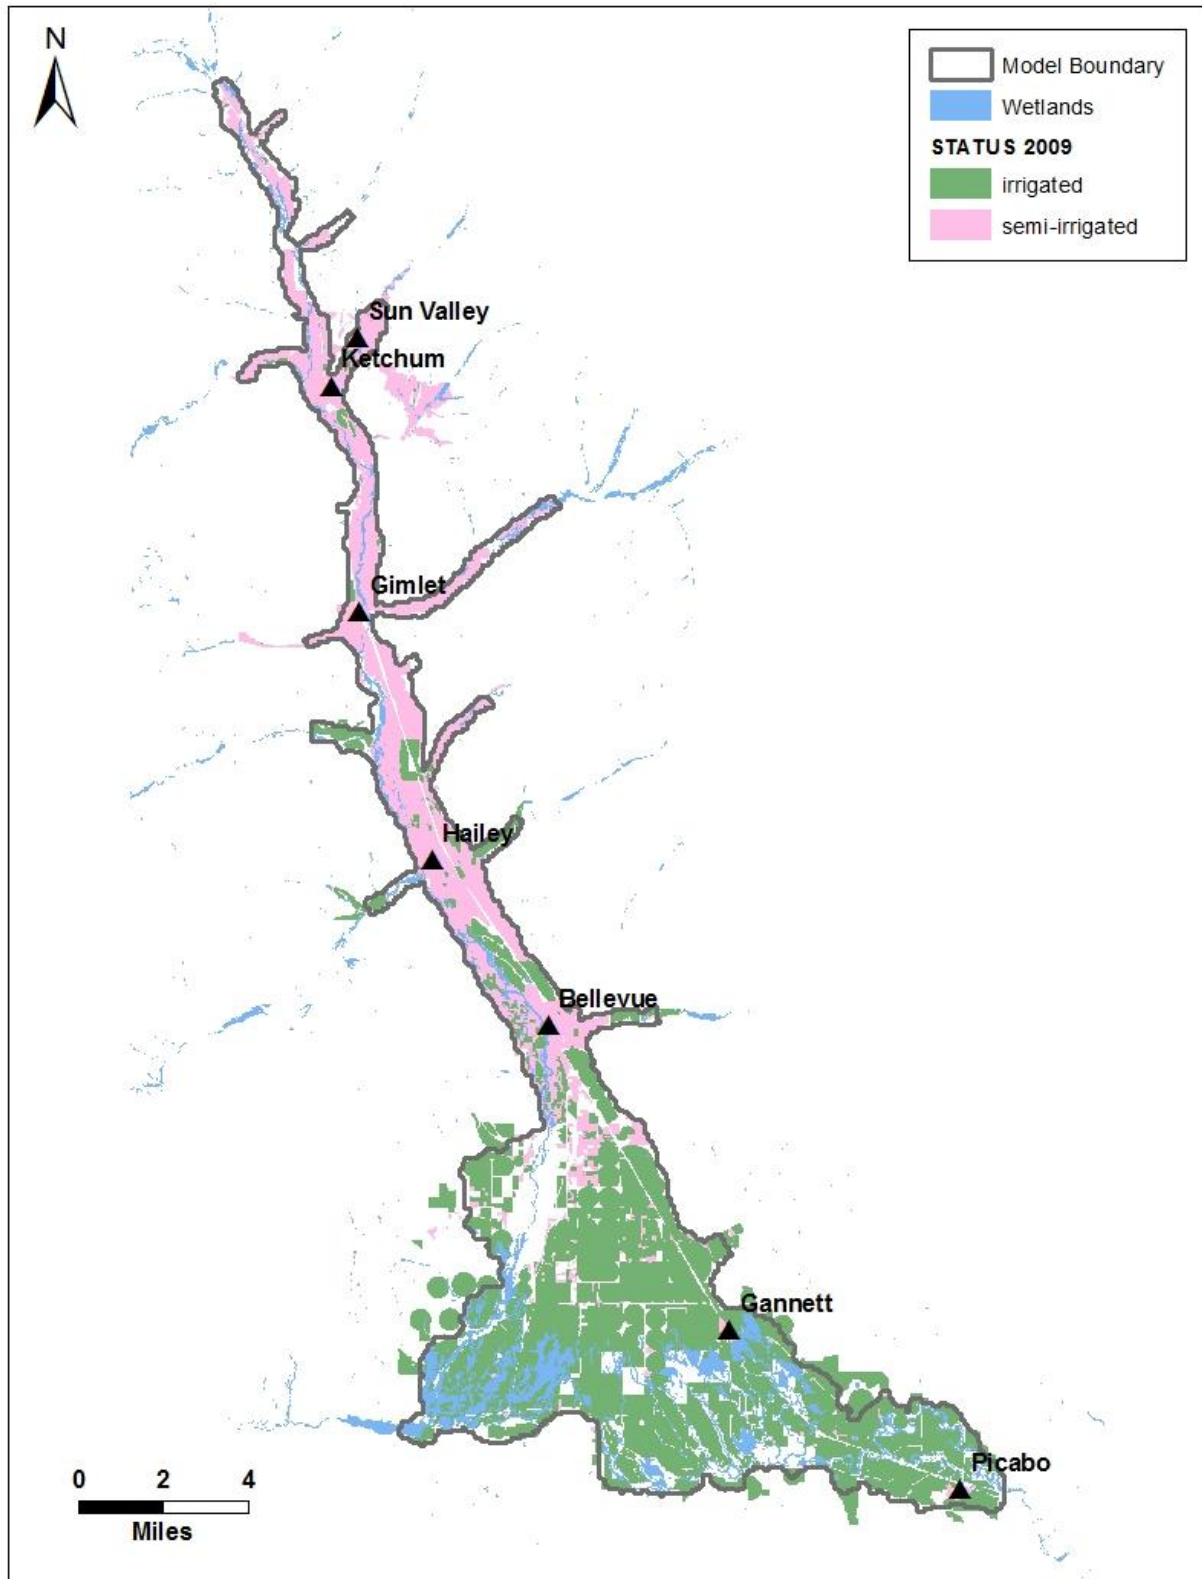 N
Model Boundary
Wetlands
STATUS 2009
irrigated
semi-irrigated
Sun Valley
Ketchum
Gimlet
Hailey
Bellevue
Gannett
Picabo
0 2 4
Miles